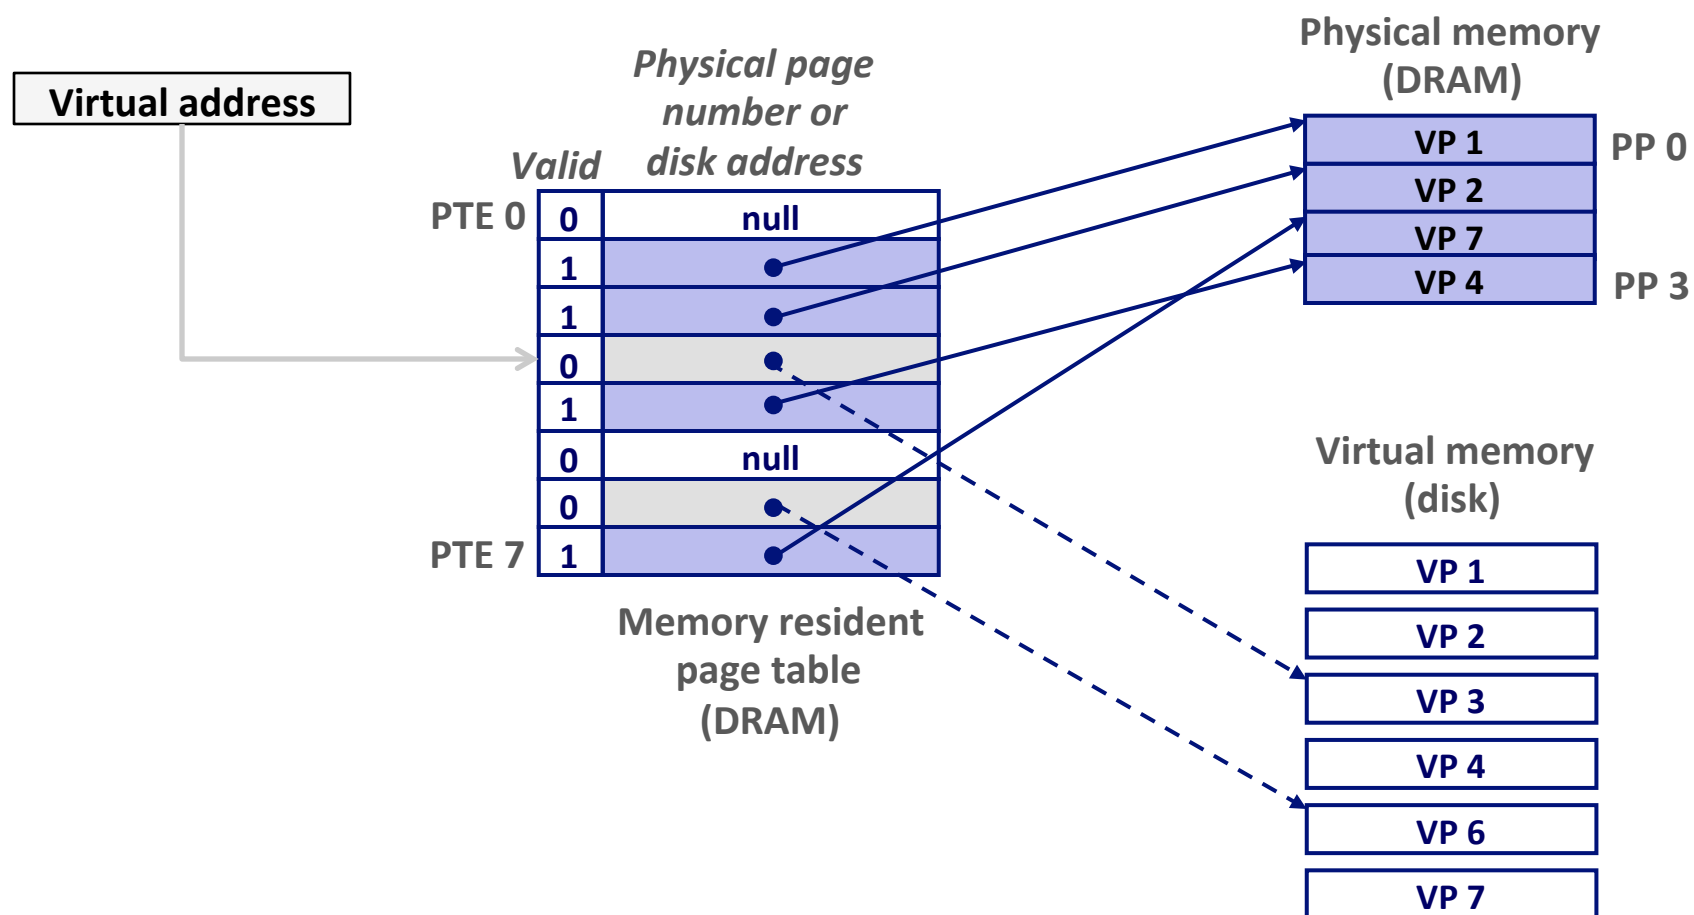 Virtual address
Physical page
number or
disk address
Valid
PTE 0
0 null
1
1
0
1
0 null
0
PTE 7 1
Memory resident
page table
(DRAM)
Physical memory
(DRAM)
VP 1 PP 0
VP 2
VP 7
VP 4 PP 3
Virtual memory
(disk)
VP 1
VP 2
VP 3
VP 4
VP 6
VP 7